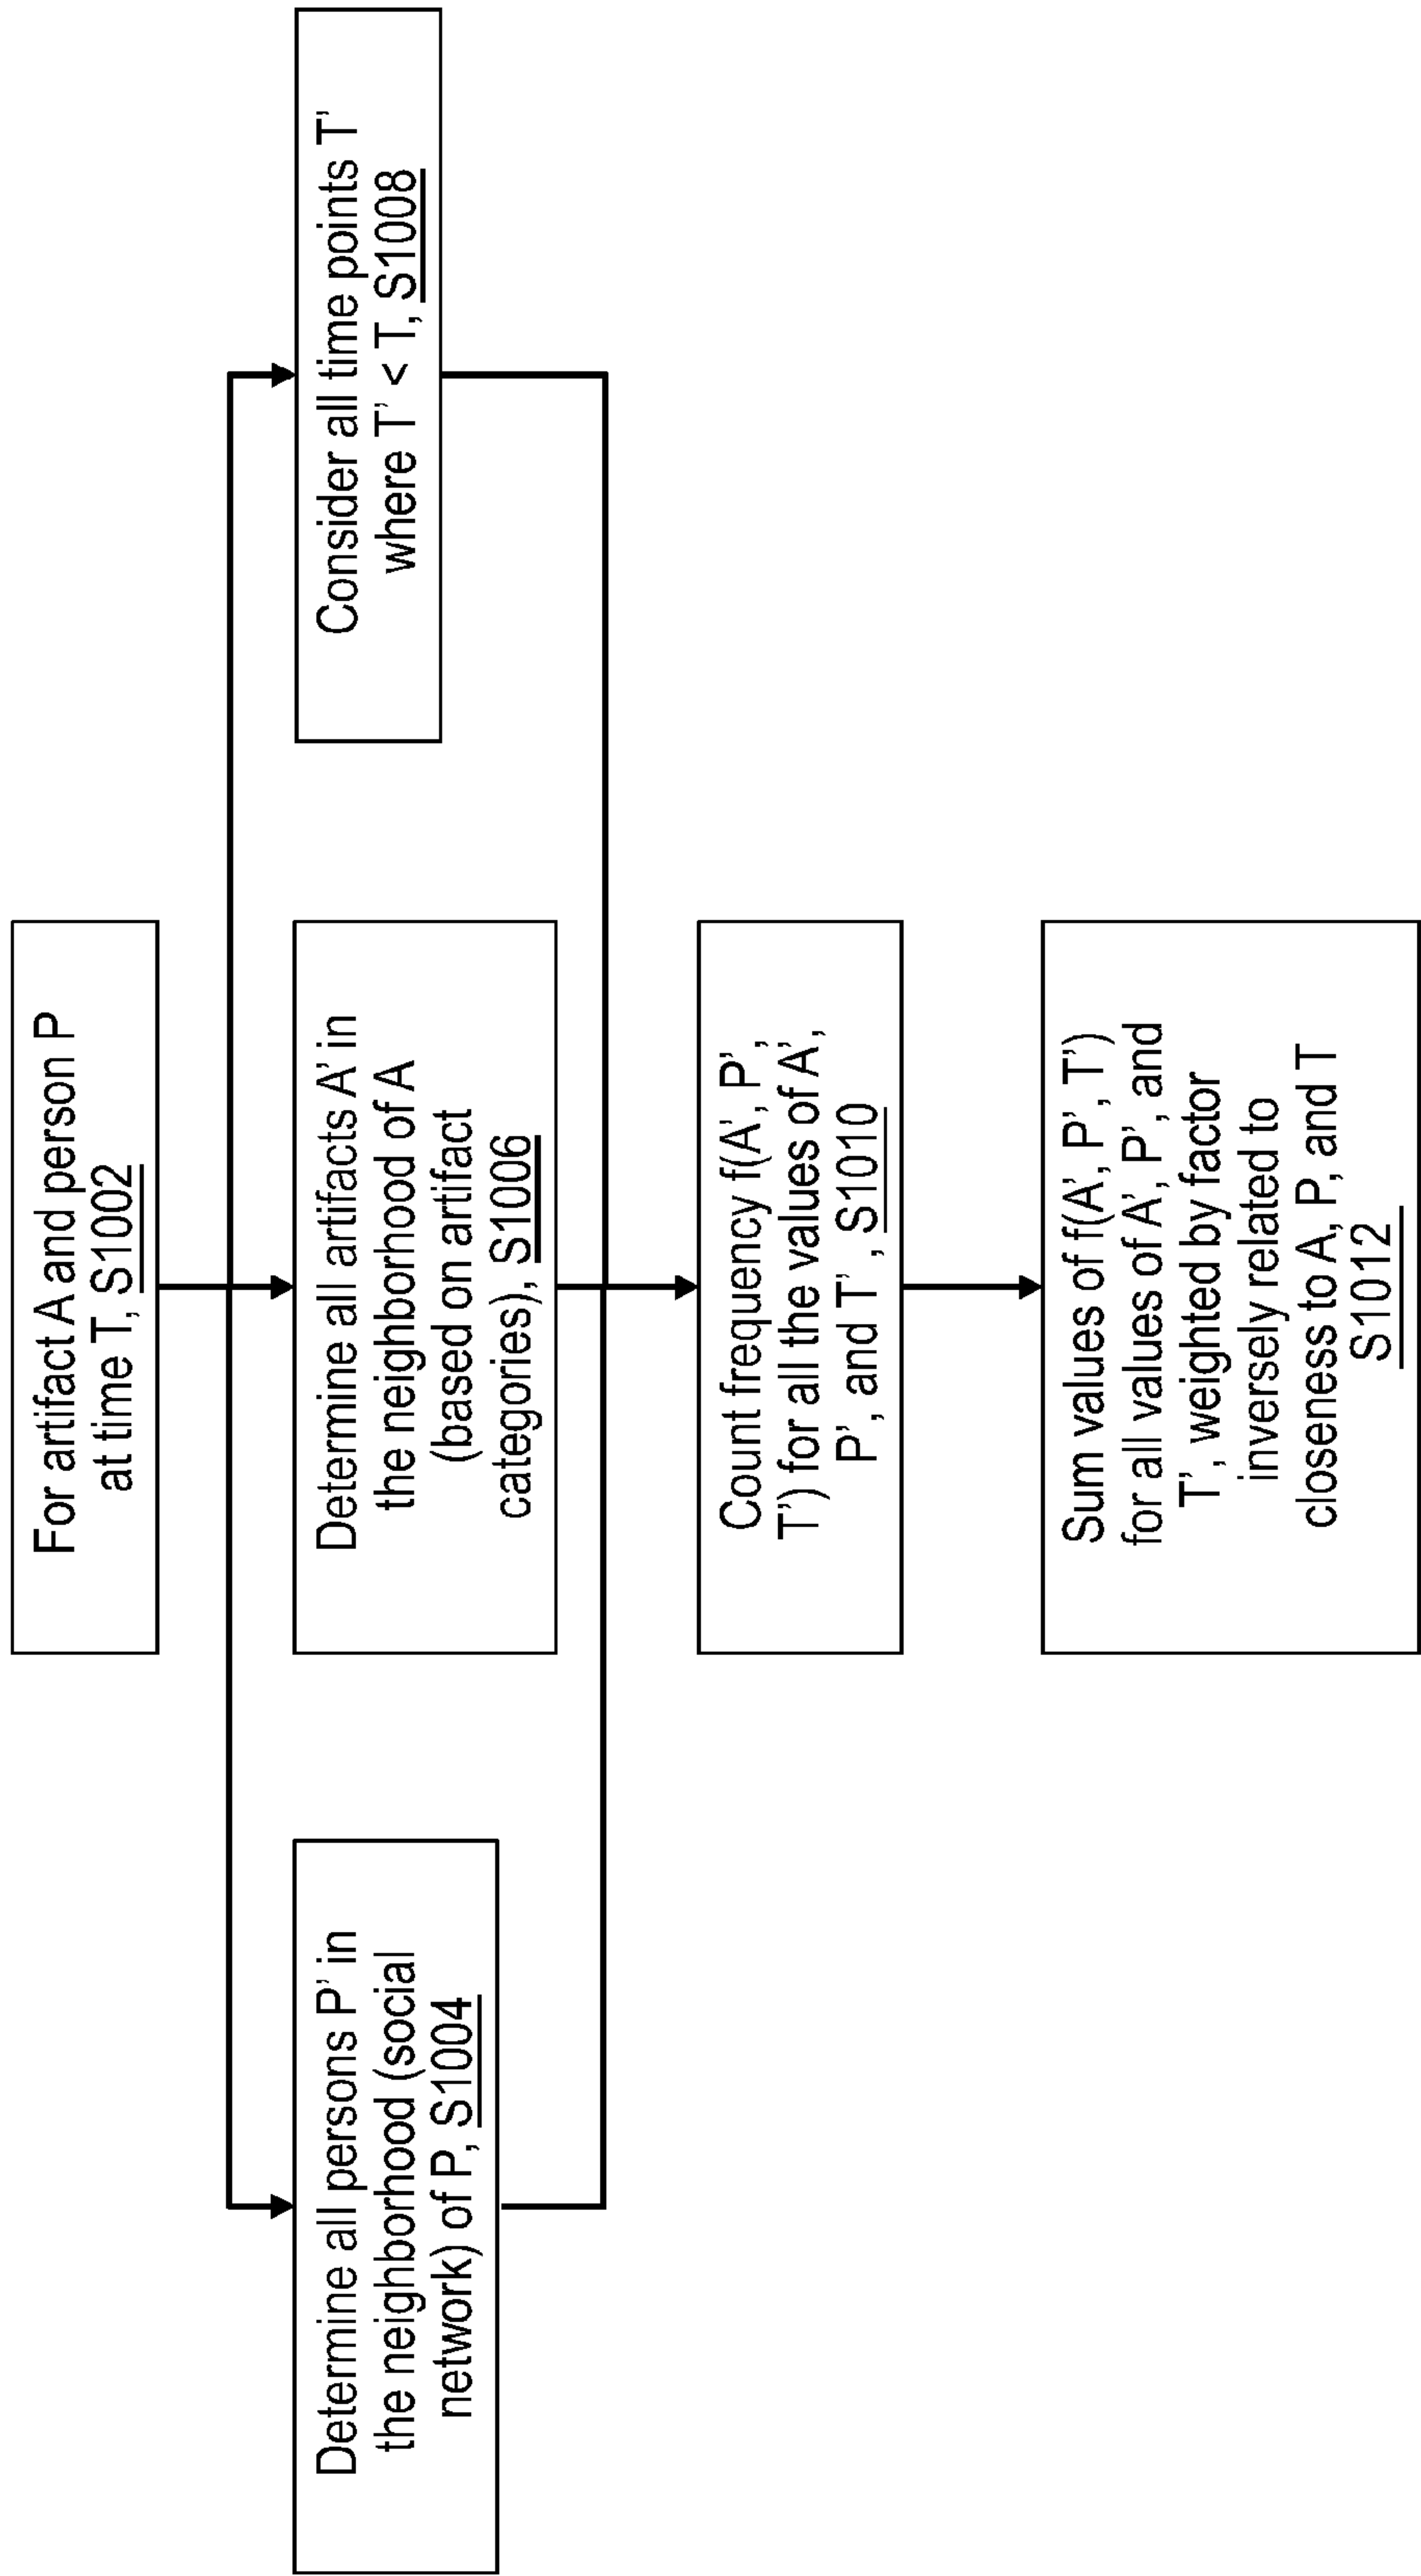 For artifact A and person P
at time T, S1002
Determine all persons P' in
the neighborhood (social
network) of P, S1004
Determine all artifacts A' in
the neighborhood of A
(based on artifact
categories), S1006
Consider all time points T'
where T' < T, S1008
Count frequency f(A', P',
T') for all the values of A',
P', and T' , S1010
Sum values of f(A', P', T')
for all values of A', P', and
T', weighted by factor
inversely related to
closeness to A, P, and T
S1012